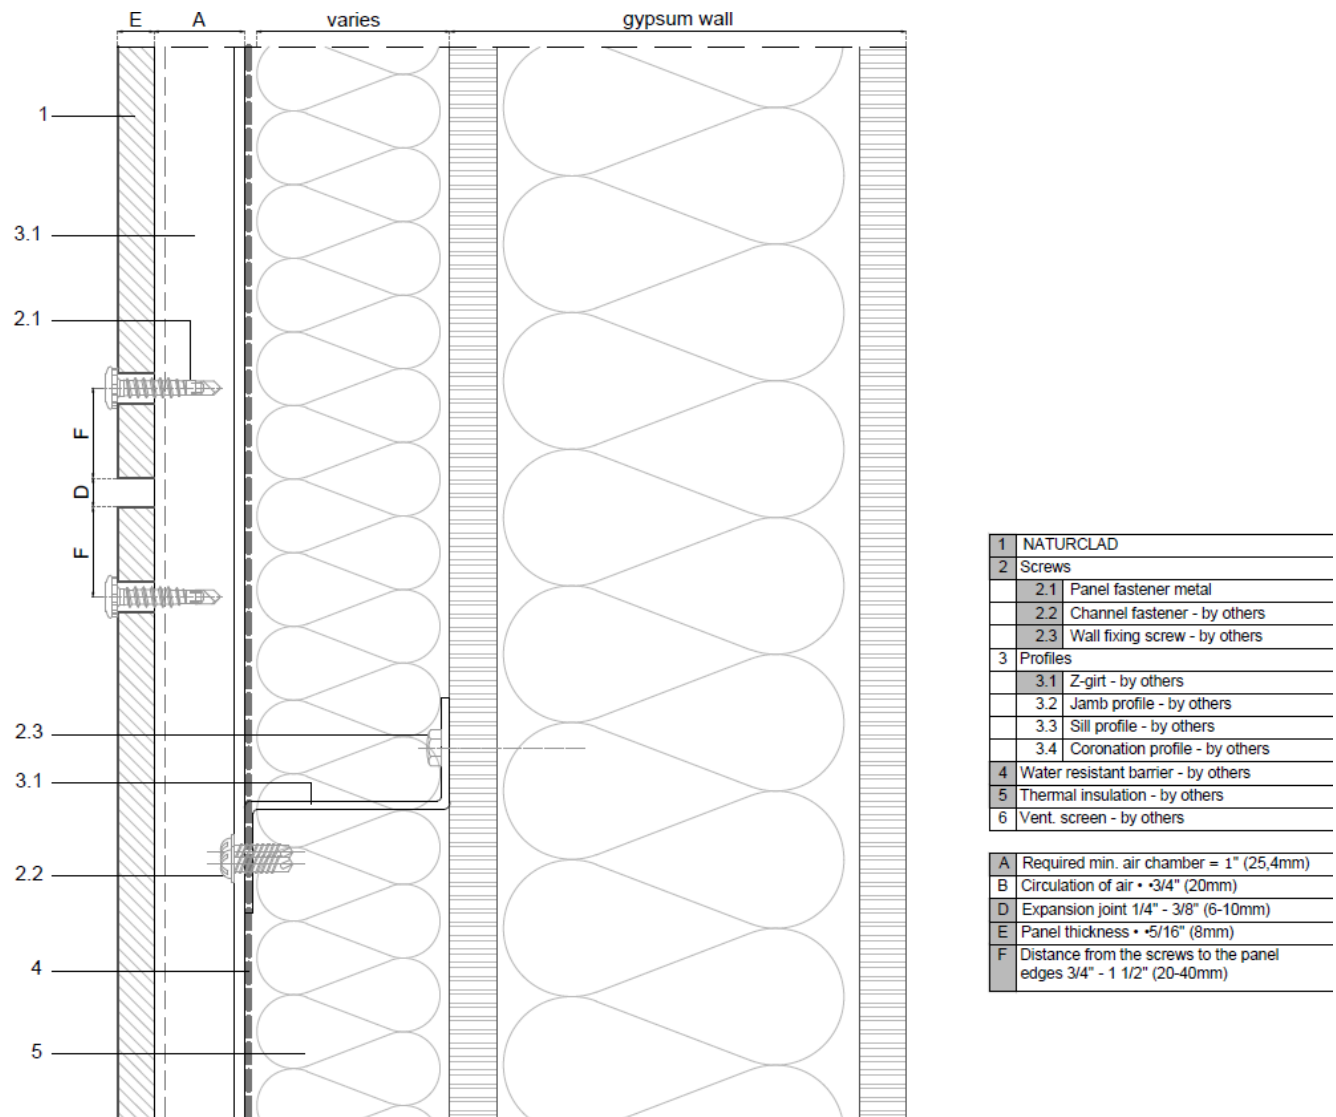 E A varies gypsum wall
1
3.1
2.1
F
D
F
2.3
3.1
2.2
4
5
1 NATURCLAD
2 Screws
2.1 Panel fastener metal
2.2 Channel fastener - by others
2.3 Wall fixing screw - by others
3 Profiles
3.1 Z-girt - by others
3.2 Jamb profile - by others
3.3 Sill profile - by others
3.4 Coronation profile - by others
4 Water resistant barrier - by others
5 Thermal insulation - by others
6 Vent. screen - by others
A Required min. air chamber = 1" (25,4mm)
B Circulation of air • •3/4" (20mm)
D Expansion joint 1/4" - 3/8" (6-10mm)
E Panel thickness • •5/16" (8mm)
F Distance from the screws to the panel
edges 3/4" - 1 1/2" (20-40mm)